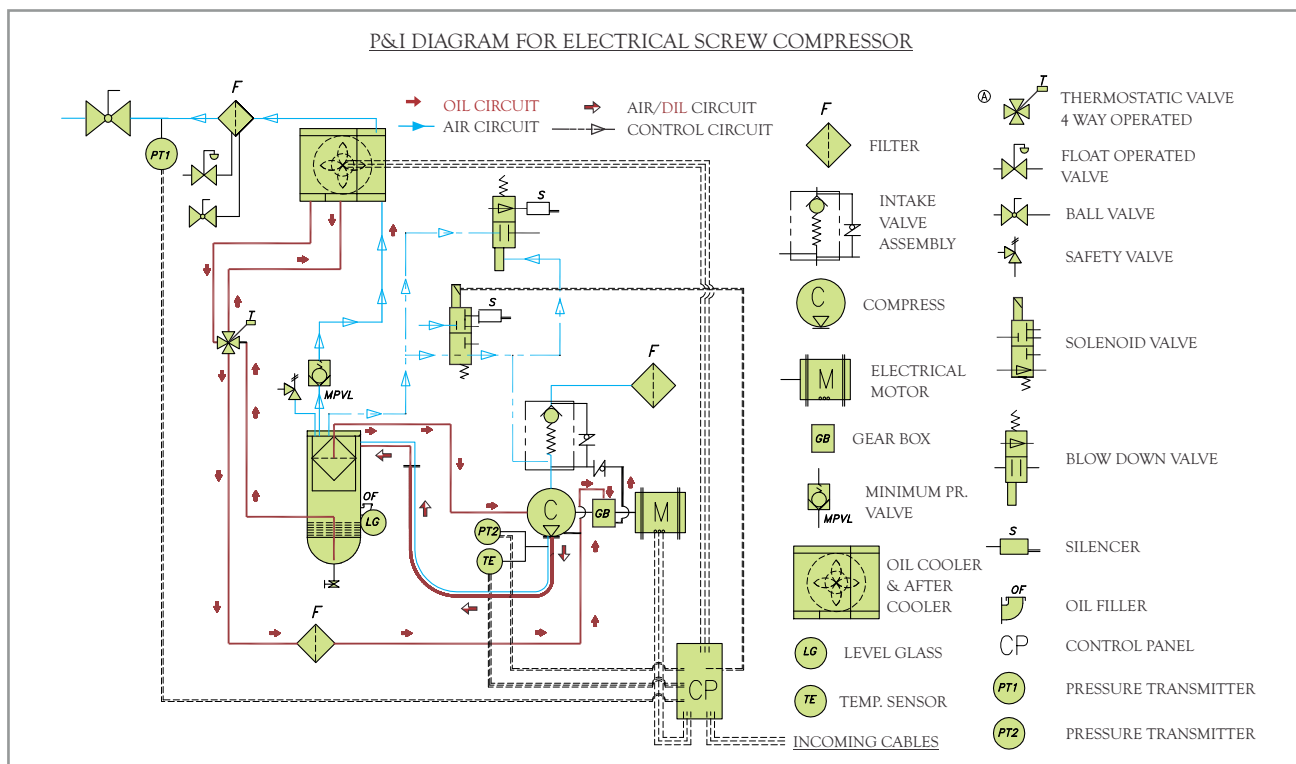 P&I DIAGRAM FOR ELECTRICAL SCREW COMPRESSOR
OIL CIRCUIT
AIR/DIL CIRCUIT
AIR CIRCUIT
CONTROL CIRCUIT
F
PT1
S
S
T
MPVL
F
OF
LG
C
GB
M
PT2
TE
F
CP
INCOMING CABLES
F
FILTER
INTAKE
VALVE
ASSEMBLY
C
COMPRESS
M
ELECTRICAL
MOTOR
GB
GEAR BOX
MPVL
MINIMUM PR.
VALVE
OIL COOLER
& AFTER
COOLER
LG
LEVEL GLASS
TE
TEMP. SENSOR
A
T
THERMOSTATIC VALVE
4 WAY OPERATED
FLOAT OPERATED
VALVE
BALL VALVE
SAFETY VALVE
SOLENOID VALVE
BLOW DOWN VALVE
S
SILENCER
OF
OIL FILLER
CP
CONTROL PANEL
PT1
PRESSURE TRANSMITTER
PT2
PRESSURE TRANSMITTER